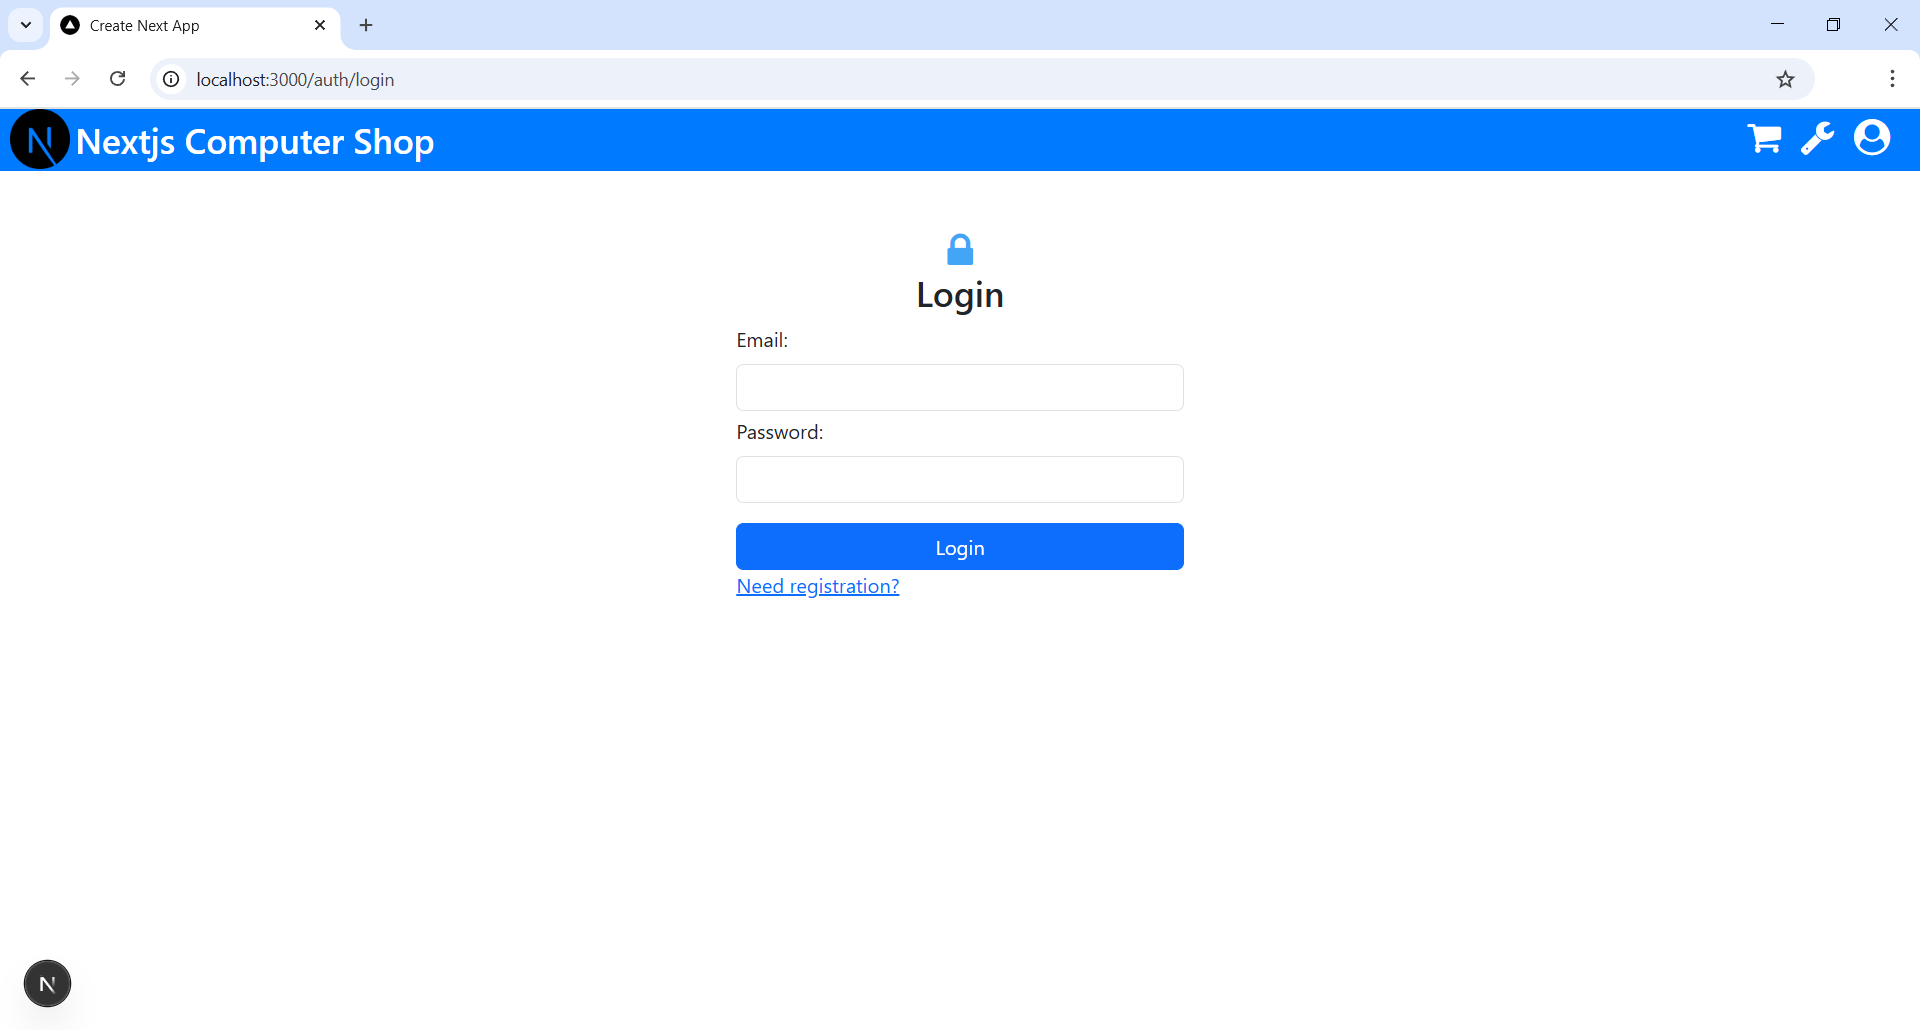 Create Next App
localhost:3000/auth/login
N Nextjs Computer Shop
Login
Email:
Password:
Login
Need registration?
N